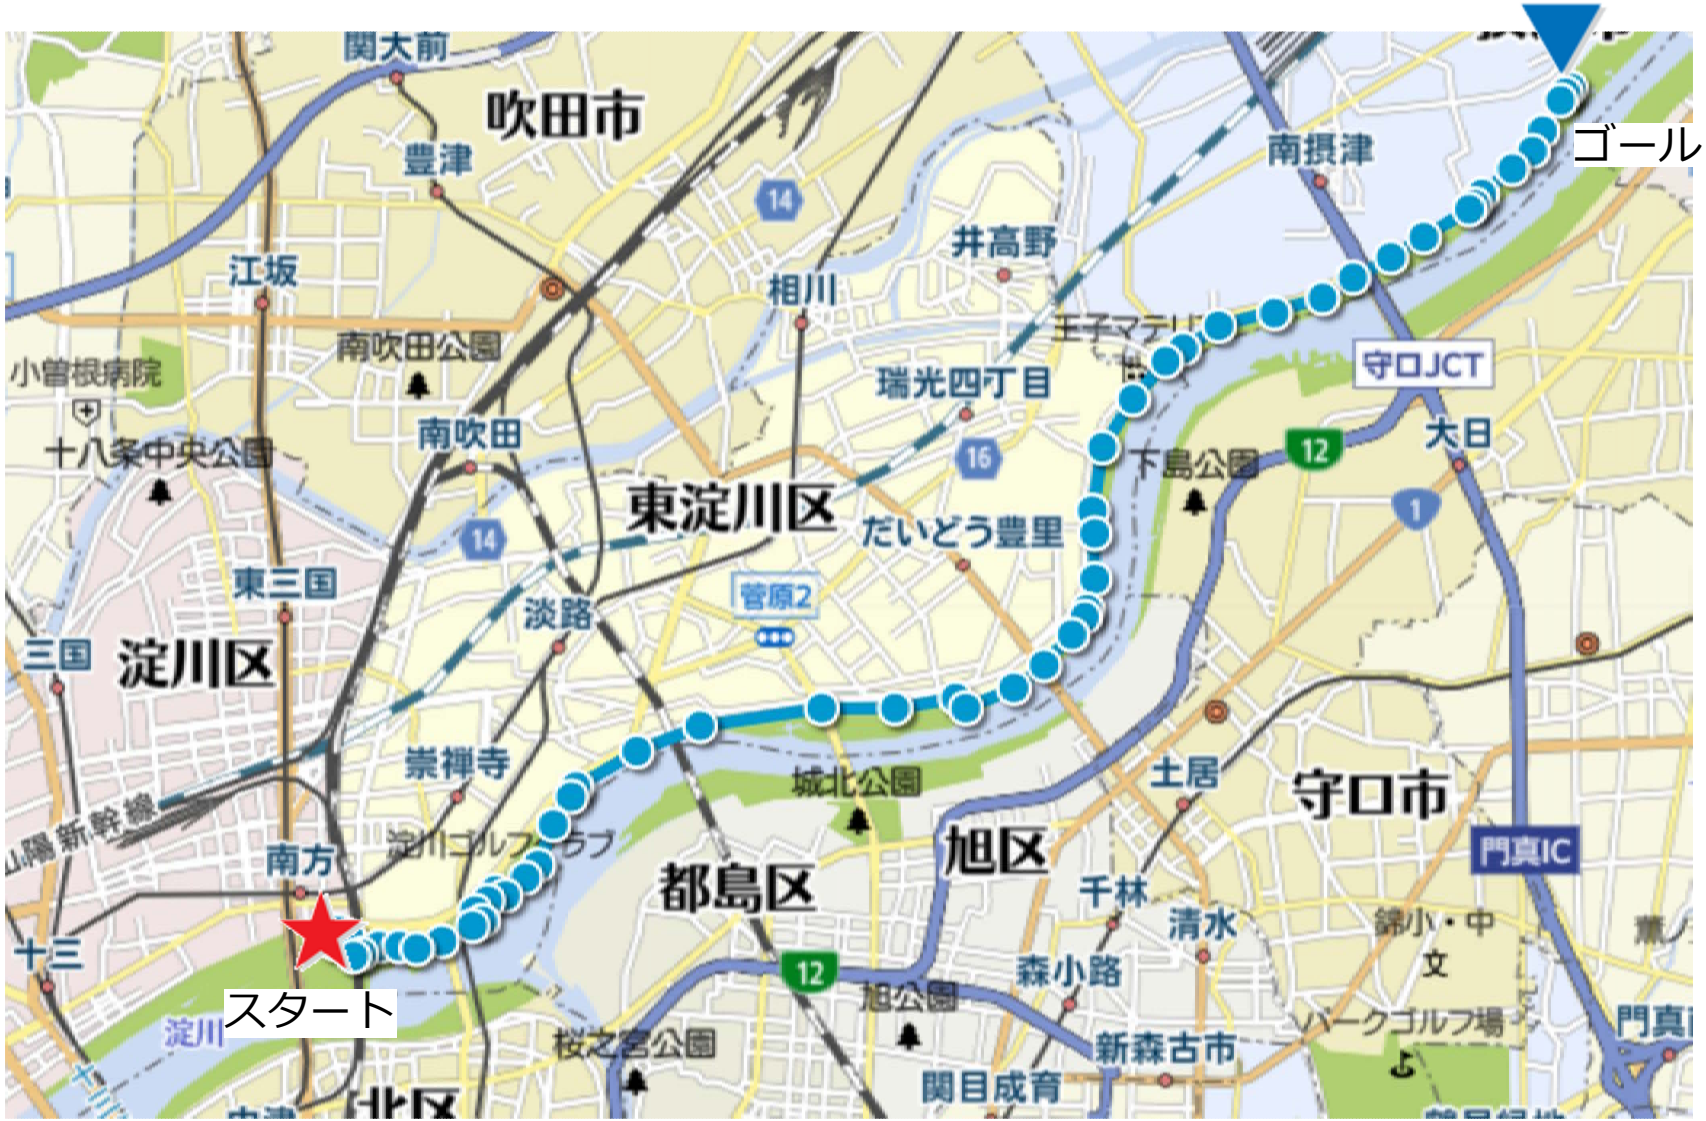 関大前
吹田市
豊津
14
南摂津
ゴール
井高野
江坂
相川
南吹田公園
王子マテリ
小曽根病院
守口JCT
瑞光四丁目
南吹田
大日
十八条中央公園
16
下島公園
12
東淀川区
1
だいどう豊里
14
東三国
菅原2
淡路
三国
淀川区
崇禅寺
城北公園
土居
守口市
山陽新幹線
淀川ゴルフクラブ
南方
旭区
門真IC
都島区
千林
清水
錦小・中
文
十三
森小路
12
旭公園
スタート
淀川
桜之宮公園
パークゴルフ場
門真南
新森古市
関目成育
北区